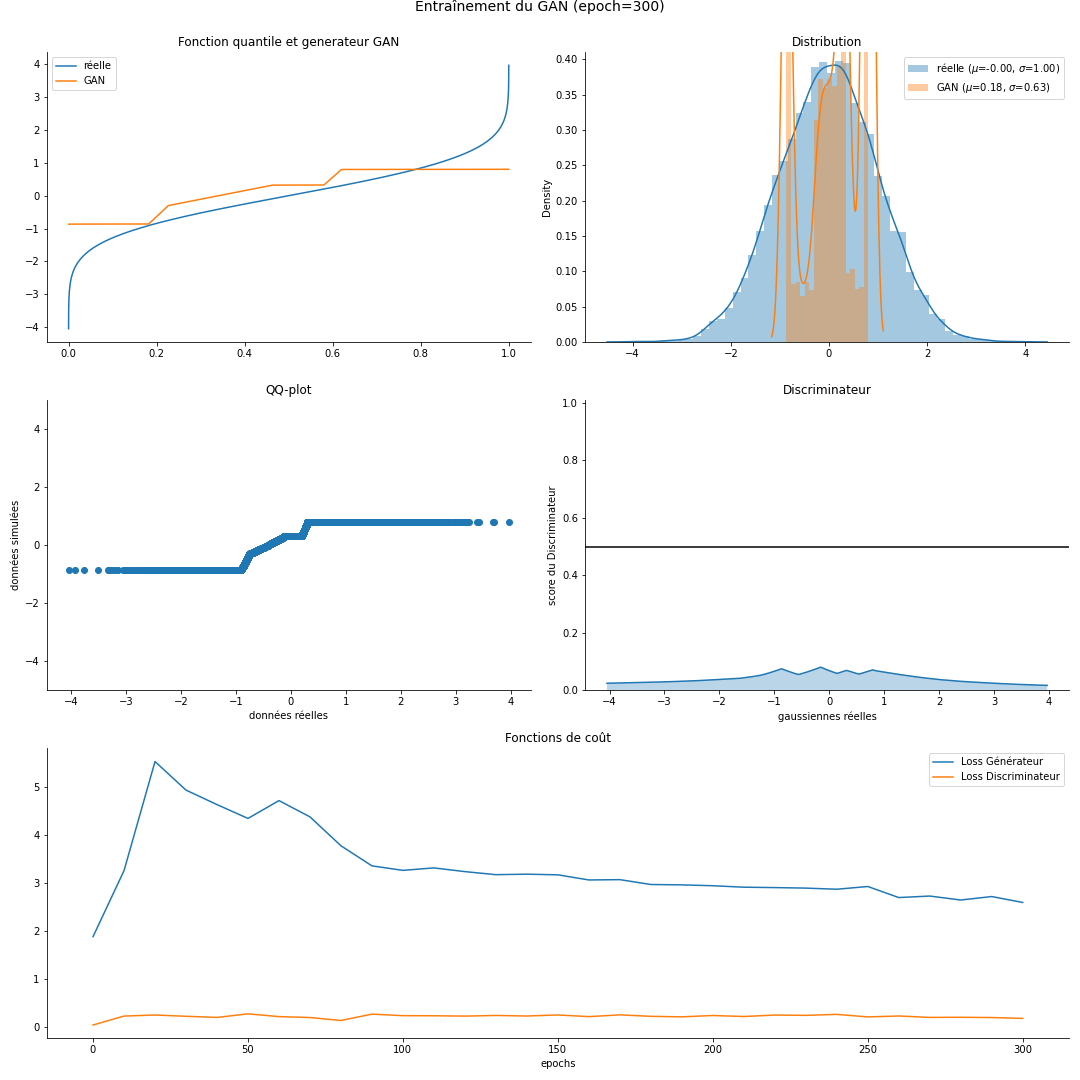 Entraînement du GAN (epoch=300)
Fonction quantile et generateur GAN
réelle
GAN
4
3
2
1
0
−1
−2
−3
−4
0.0 0.2 0.4 0.6 0.8 1.0
Distribution
réelle (μ=-0.00, σ=1.00)
GAN (μ=0.18, σ=0.63)
Density
0.40
0.35
0.30
0.25
0.20
0.15
0.10
0.05
0.00
−4 −2 0 2 4
QQ-plot
données simulées
4
2
0
−2
−4
−4 −3 −2 −1 0 1 2 3 4
données réelles
Discriminateur
score du Discriminateur
1.0
0.8
0.6
0.4
0.2
0.0
−4 −3 −2 −1 0 1 2 3 4
gaussiennes réelles
Fonctions de coût
Loss Générateur
Loss Discriminateur
5
4
3
2
1
0
0 50 100 150 200 250 300
epochs